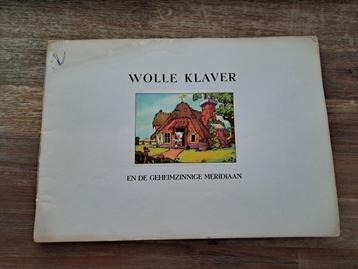 WOLLE KLAVER
EN DE GEHEIMZINNIGE MERIDIAAN